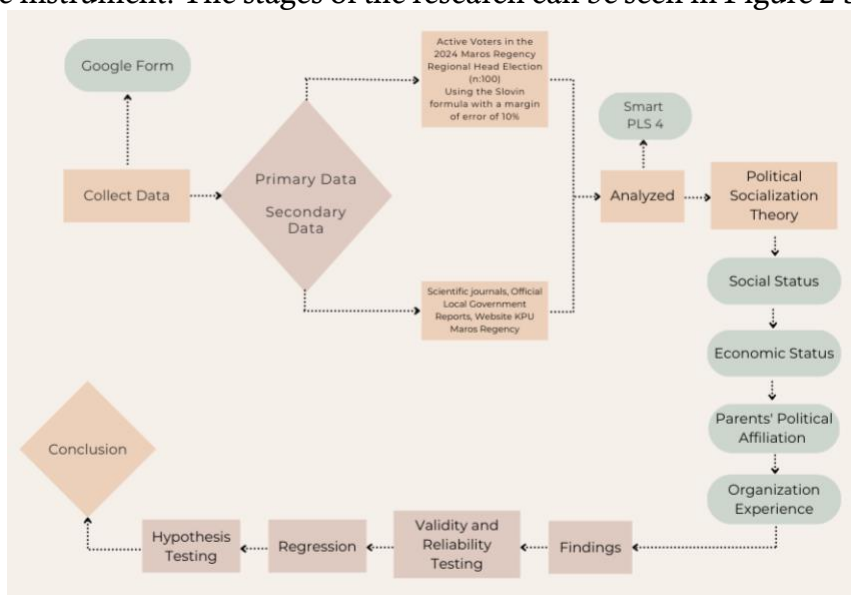 The stages of the research can be seen in Figure 2
Google Form
Collect Data
Primary Data
Secondary
Data
Active Voters in the
2024 Maros Regency
Regional Head Election
(n:100)
Using the Slovin
formula with a margin
of error of 10%
Scientific journals, Official
Local Government
Reports, Website KPU
Maros Regency
Smart
PLS 4
Analyzed
Political
Socialization
Theory
Social Status
Economic Status
Parents' Political
Affiliation
Organization
Experience
Findings
Validity and
Reliability
Testing
Regression
Hypothesis
Testing
Conclusion